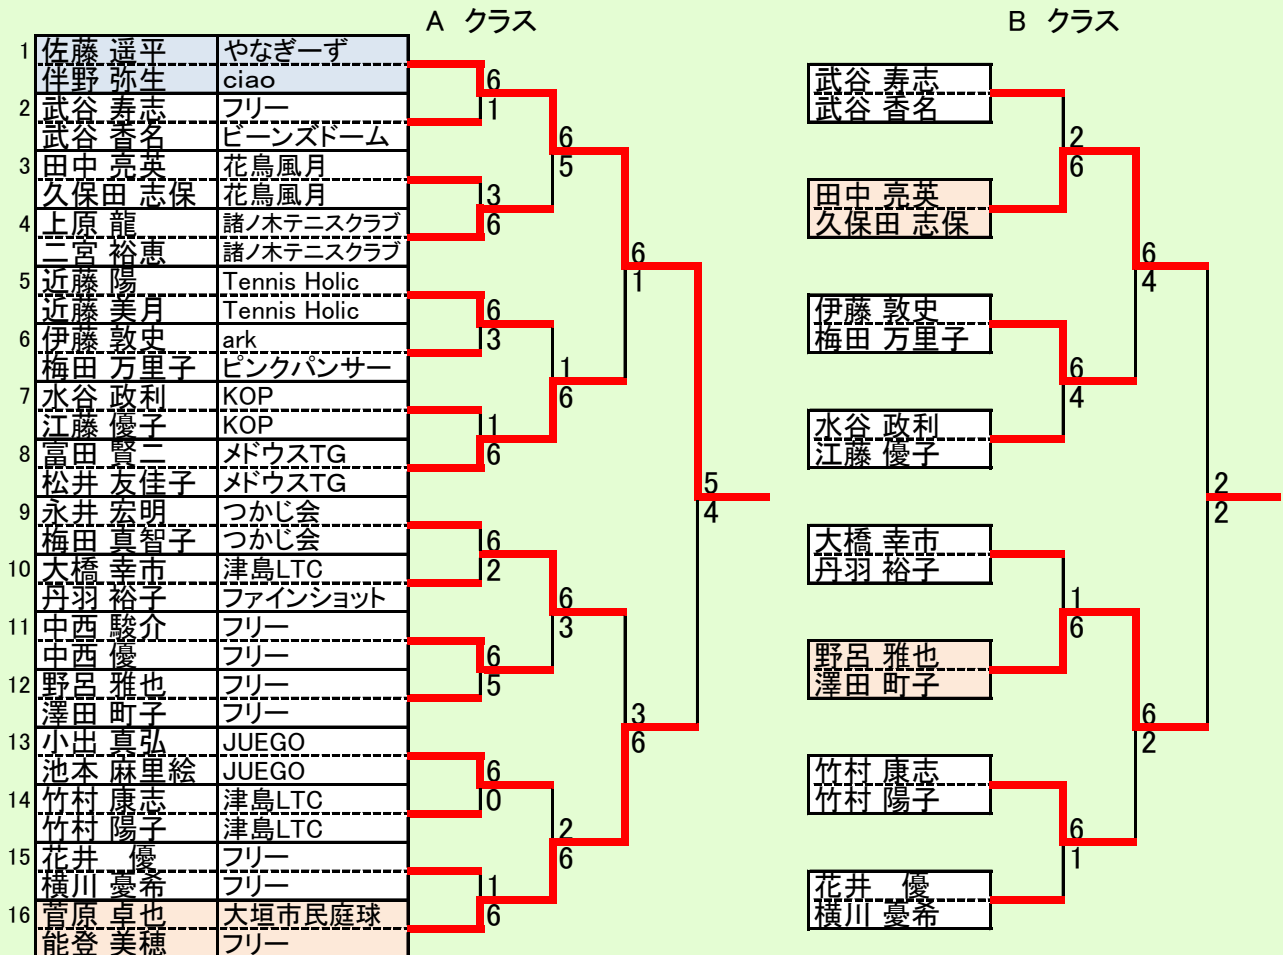 A クラス
B クラス
1 佐藤 遥平 やなぎーず
伴野 弥生 ciao
2 武谷 寿志 フリー
武谷 香名 ビーンズドーム
3 田中 亮英 花鳥風月
久保田 志保 花鳥風月
4 上原 龍 諸ノ木テニスクラブ
二宮 裕恵 諸ノ木テニスクラブ
5 近藤 陽 Tennis Holic
近藤 美月 Tennis Holic
6 伊藤 敦史 ark
梅田 万里子 ピンクパンサー
7 水谷 政利 KOP
江藤 優子 KOP
8 富田 賢二 メドウスTG
松井 友佳子 メドウスTG
9 永井 宏明 つかじ会
梅田 真智子 つかじ会
10 大橋 幸市 津島LTC
丹羽 裕子 ファインショット
11 中西 駿介 フリー
中西 優 フリー
12 野呂 雅也 フリー
澤田 町子 フリー
13 小出 真弘 JUEGO
池本 麻里絵 JUEGO
14 竹村 康志 津島LTC
竹村 陽子 津島LTC
15 花井 優 フリー
横川 憂希 フリー
16 菅原 卓也 大垣市民庭球
能登 美穂 フリー
6
1
3
6
6
3
1
6
6
2
6
5
6
0
1
6
6
5
1
6
6
3
2
6
6
1
3
6
5
4
武谷 寿志
武谷 香名
田中 亮英
久保田 志保
伊藤 敦史
梅田 万里子
水谷 政利
江藤 優子
大橋 幸市
丹羽 裕子
野呂 雅也
澤田 町子
竹村 康志
竹村 陽子
花井 優
横川 憂希
2
6
6
4
1
6
6
1
6
4
6
2
2
2